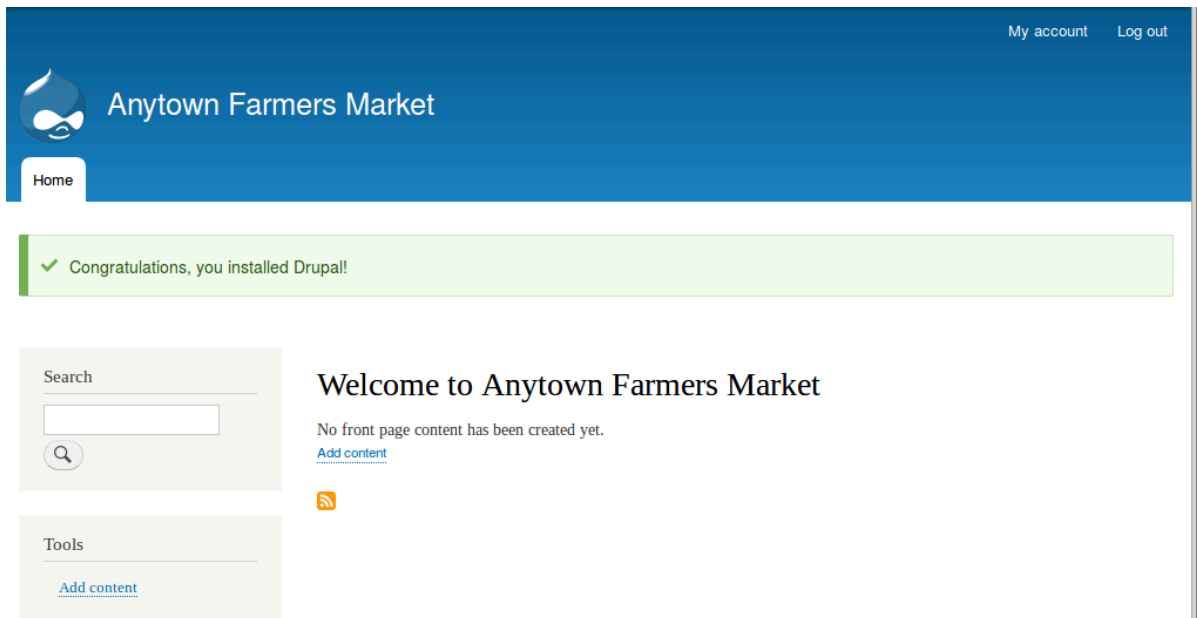 My account Log out
Anytown Farmers Market
Home
Congratulations, you installed Drupal!
Search
Welcome to Anytown Farmers Market
No front page content has been created yet.
Add content
Tools
Add content